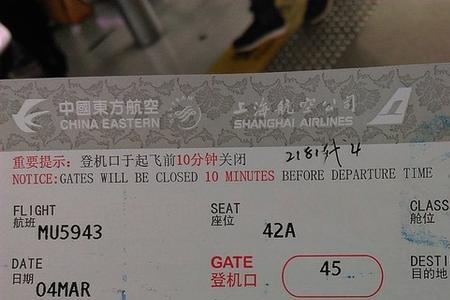 中國東方航空 上海航空公司
CHINA EASTERN SHANGHAI AIRLINES
重要提示：登机口于起飞前10分钟关闭
NOTICE:GATES WILL BE CLOSED 10 MINUTES BEFORE DEPARTURE TIME
FLIGHT SEAT CLASS
航班 MU5943 座位 42A 舱位
DATE GATE 45 DESTI
日期 04MAR 登机口 目的地